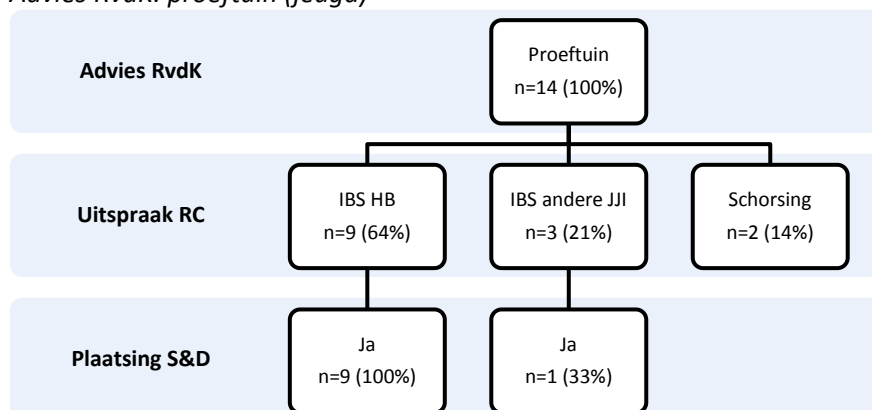 Advies RvdK: proeftuin (jeugd)
Advies RvdK
Proeftuin
n=14 (100%)
Uitspraak RC
IBS HB
n=9 (64%)
IBS andere JJI
n=3 (21%)
Schorsing
n=2 (14%)
Plaatsing S&D
Ja
n=9 (100%)
Ja
n=1 (33%)